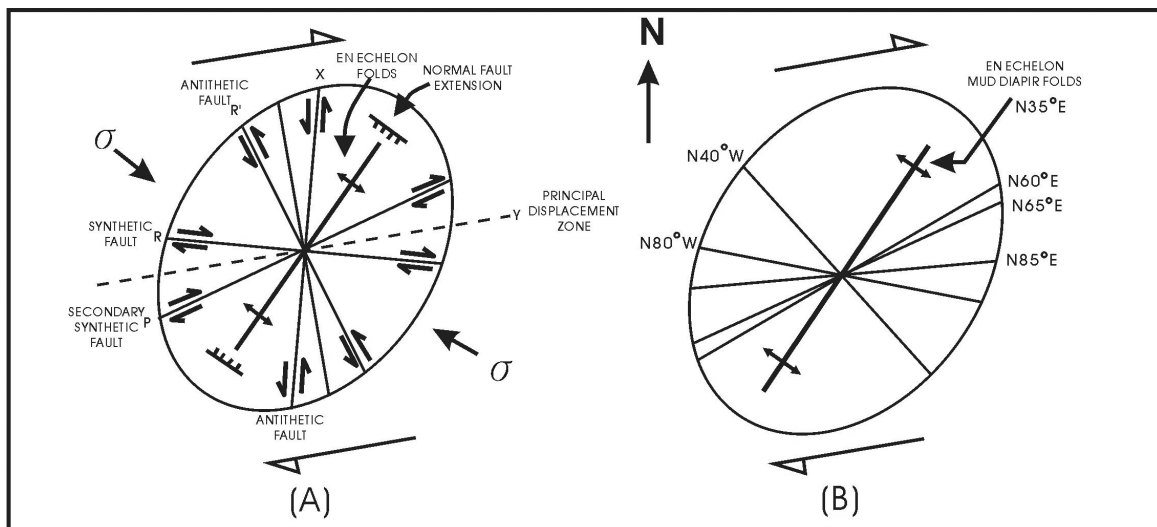 EN ECHELON
FOLDS
X
NORMAL FAULT
EXTENSION
ANTITHETIC
FAULT
R'
σ
SYNTHETIC
FAULT R
Y
PRINCIPAL
DISPLACEMENT
ZONE
SECONDARY
SYNTHETIC P
FAULT
σ
ANTITHETIC
FAULT
(A)
N
EN ECHELON
MUD DIAPIR FOLDS
N35°E
N40°W
N60°E
N65°E
N80°W
N85°E
(B)